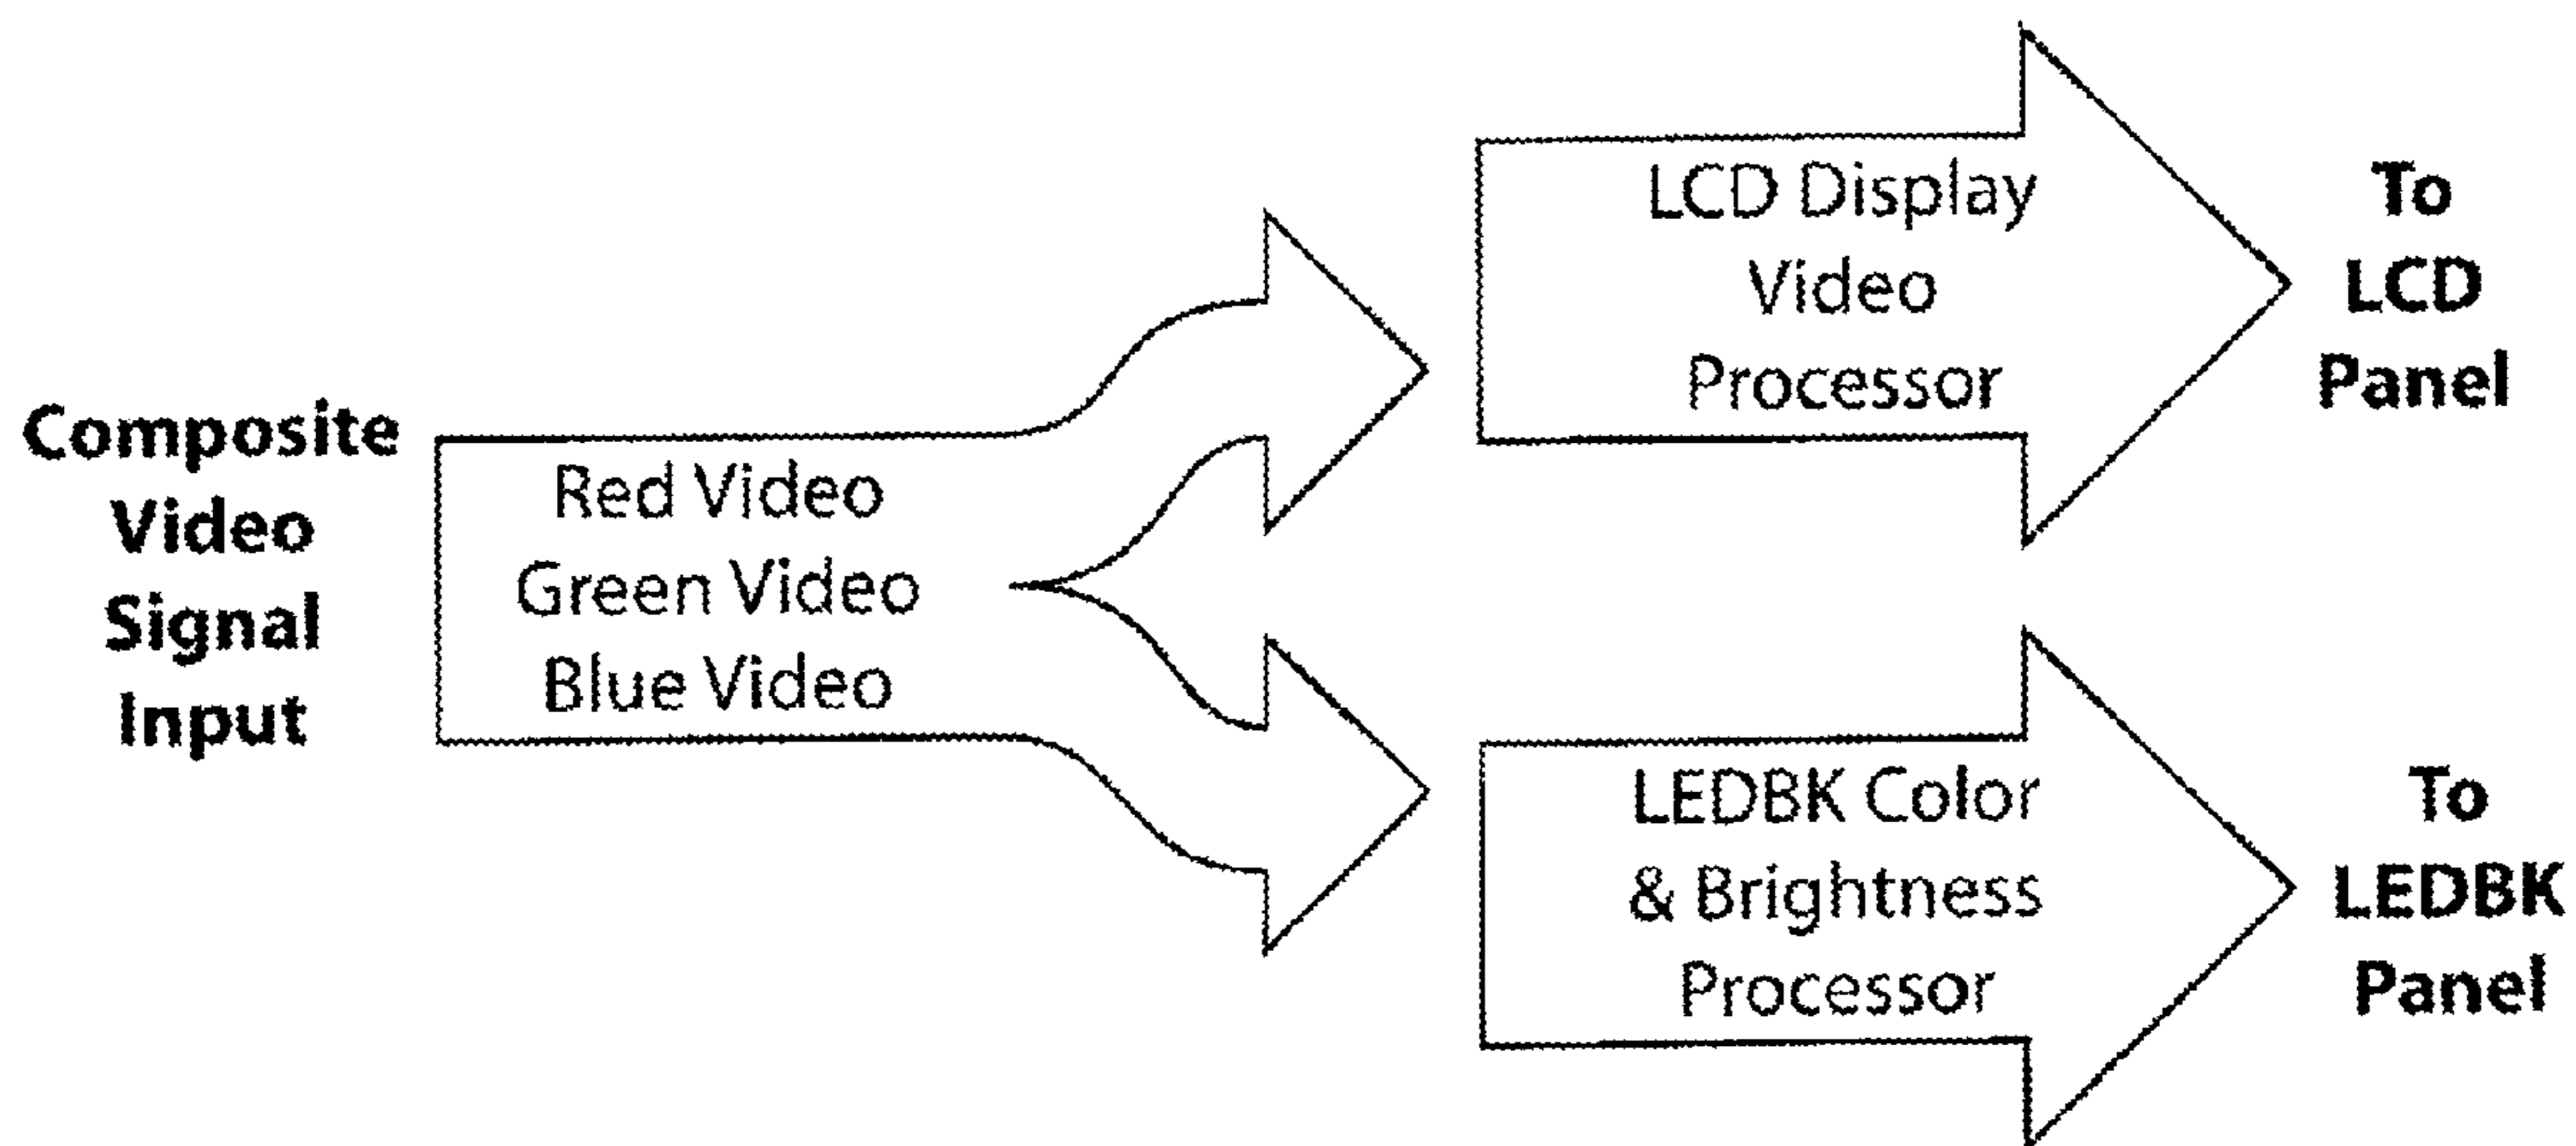 Composite
Video
Signal
Input
Red Video
Green Video
Blue Video
LCD Display
Video
Processor
To
LCD
Panel
LEDBK Color
& Brightness
Processor
To
LEDBK
Panel